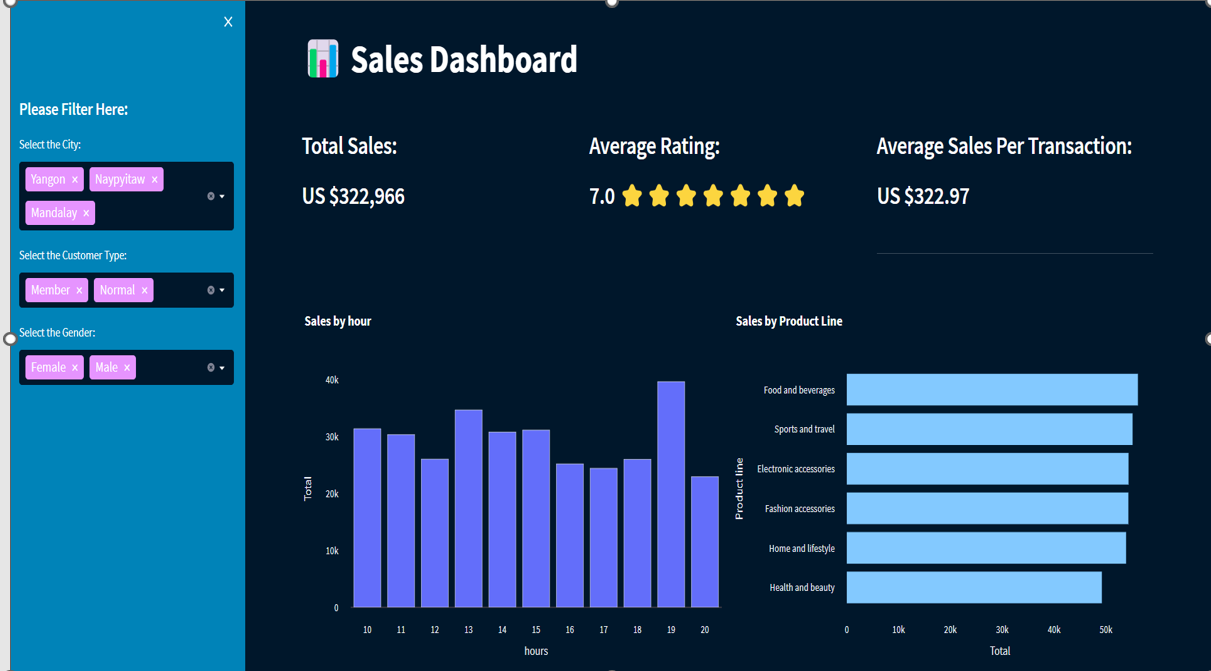 X
Please Filter Here:
Select the City:
Yangon × Naypyitaw ×
Mandalay ×
Select the Customer Type:
Member × Normal ×
Select the Gender:
Female × Male ×
Sales Dashboard
Total Sales:
US $322,966
Average Rating:
7.0
Average Sales Per Transaction:
US $322.97
Sales by hour
Total
40k
30k
20k
10k
0
10 11 12 13 14 15 16 17 18 19 20
hours
Sales by Product Line
Product line
Food and beverages
Sports and travel
Electronic accessories
Fashion accessories
Home and lifestyle
Health and beauty
0 10k 20k 30k 40k 50k
Total